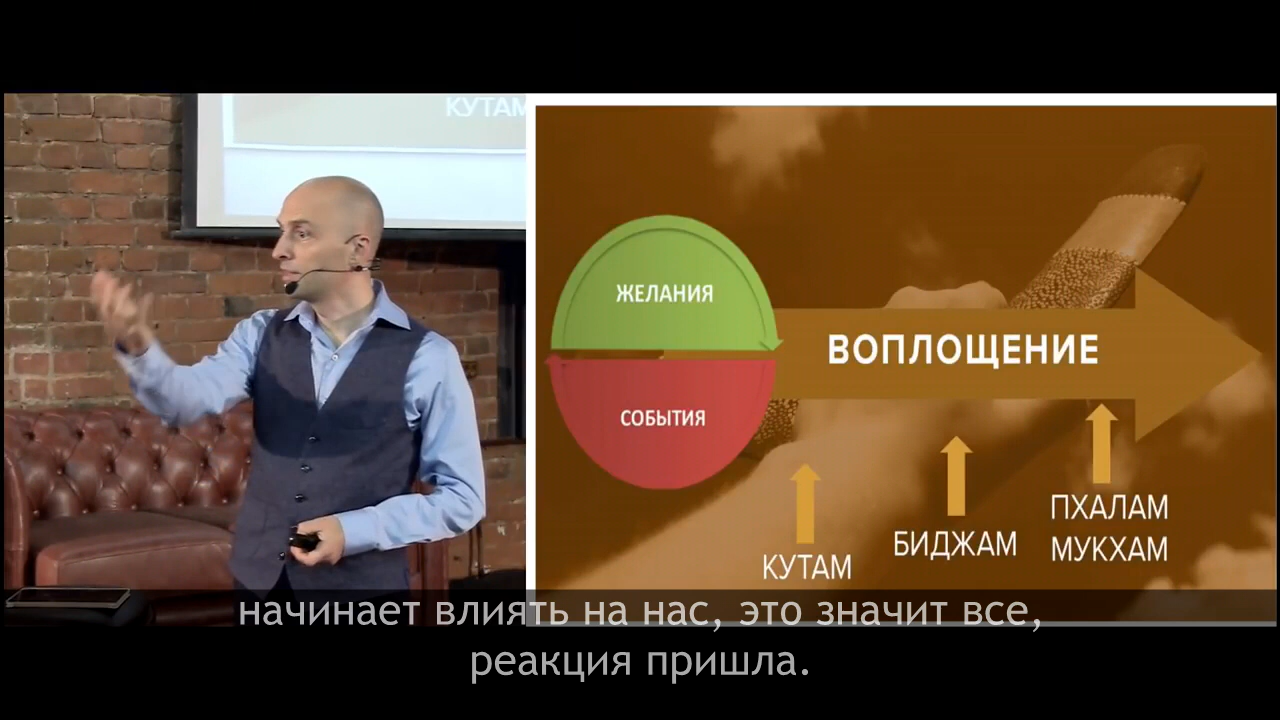 КУТАМ
ЖЕЛАНИЯ
ВОПЛОЩЕНИЕ
СОБЫТИЯ
КУТАМ
БИДЖАМ
ПХАЛАМ
МУКХАМ
начинает влиять на нас, это значит все,
реакция пришла.